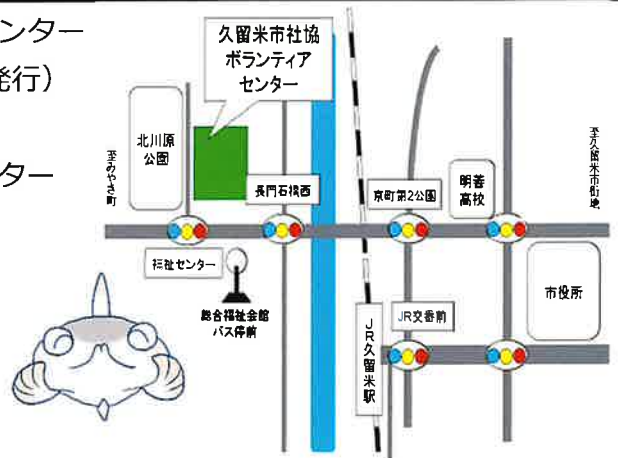 ンター
発行）
ター
久留米市社協
ボランティア
センター
北川原
公園
至みやき町
長門石橋西
京町第2公園
明善
高校
至久留米市街地
福祉センター
総合福祉会館
バス停前
JR久留米駅
JR交番前
市役所